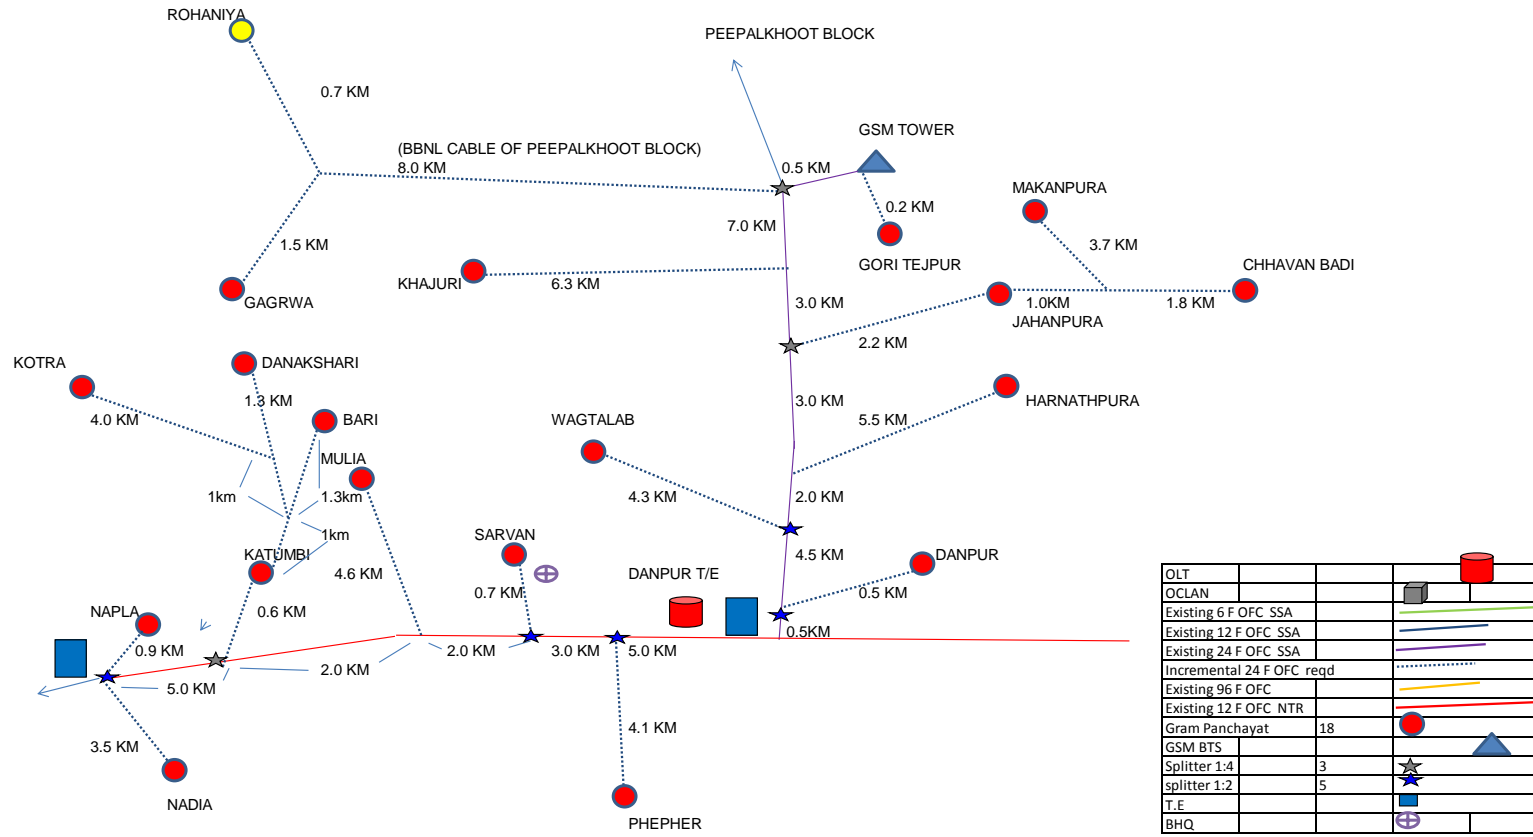 ROHANIYA
PEEPALKHOOT BLOCK
0.7 KM
GSM TOWER
(BBNL CABLE OF PEEPALKHOOT BLOCK)
8.0 KM
0.5 KM
MAKANPURA
0.2 KM
7.0 KM
1.5 KM
3.7 KM
GORI TEJPUR
CHHAVAN BADI
KHAJURI
6.3 KM
GAGRWA
3.0 KM
1.0KM
1.8 KM
JAHANPURA
2.2 KM
KOTRA
DANAKSHARI
1.3 KM
3.0 KM
HARNATHPURA
4.0 KM
BARI
WAGTALAB
5.5 KM
MULIA
1km
1.3km
4.3 KM
2.0 KM
1km
SARVAN
KATUMBI
4.5 KM
DANPUR
4.6 KM
DANPUR T/E
0.7 KM
0.5 KM
NAPLA
0.6 KM
0.5KM
0.9 KM
2.0 KM
3.0 KM
5.0 KM
2.0 KM
5.0 KM
3.5 KM
4.1 KM
NADIA
PHEPHER
OLT
OCLAN
Existing 6 F OFC SSA
Existing 12 F OFC SSA
Existing 24 F OFC SSA
Incremental 24 F OFC reqd
Existing 96 F OFC
Existing 12 F OFC NTR
Gram Panchayat 18
GSM BTS
Splitter 1:4 3
splitter 1:2 5
T.E
BHQ